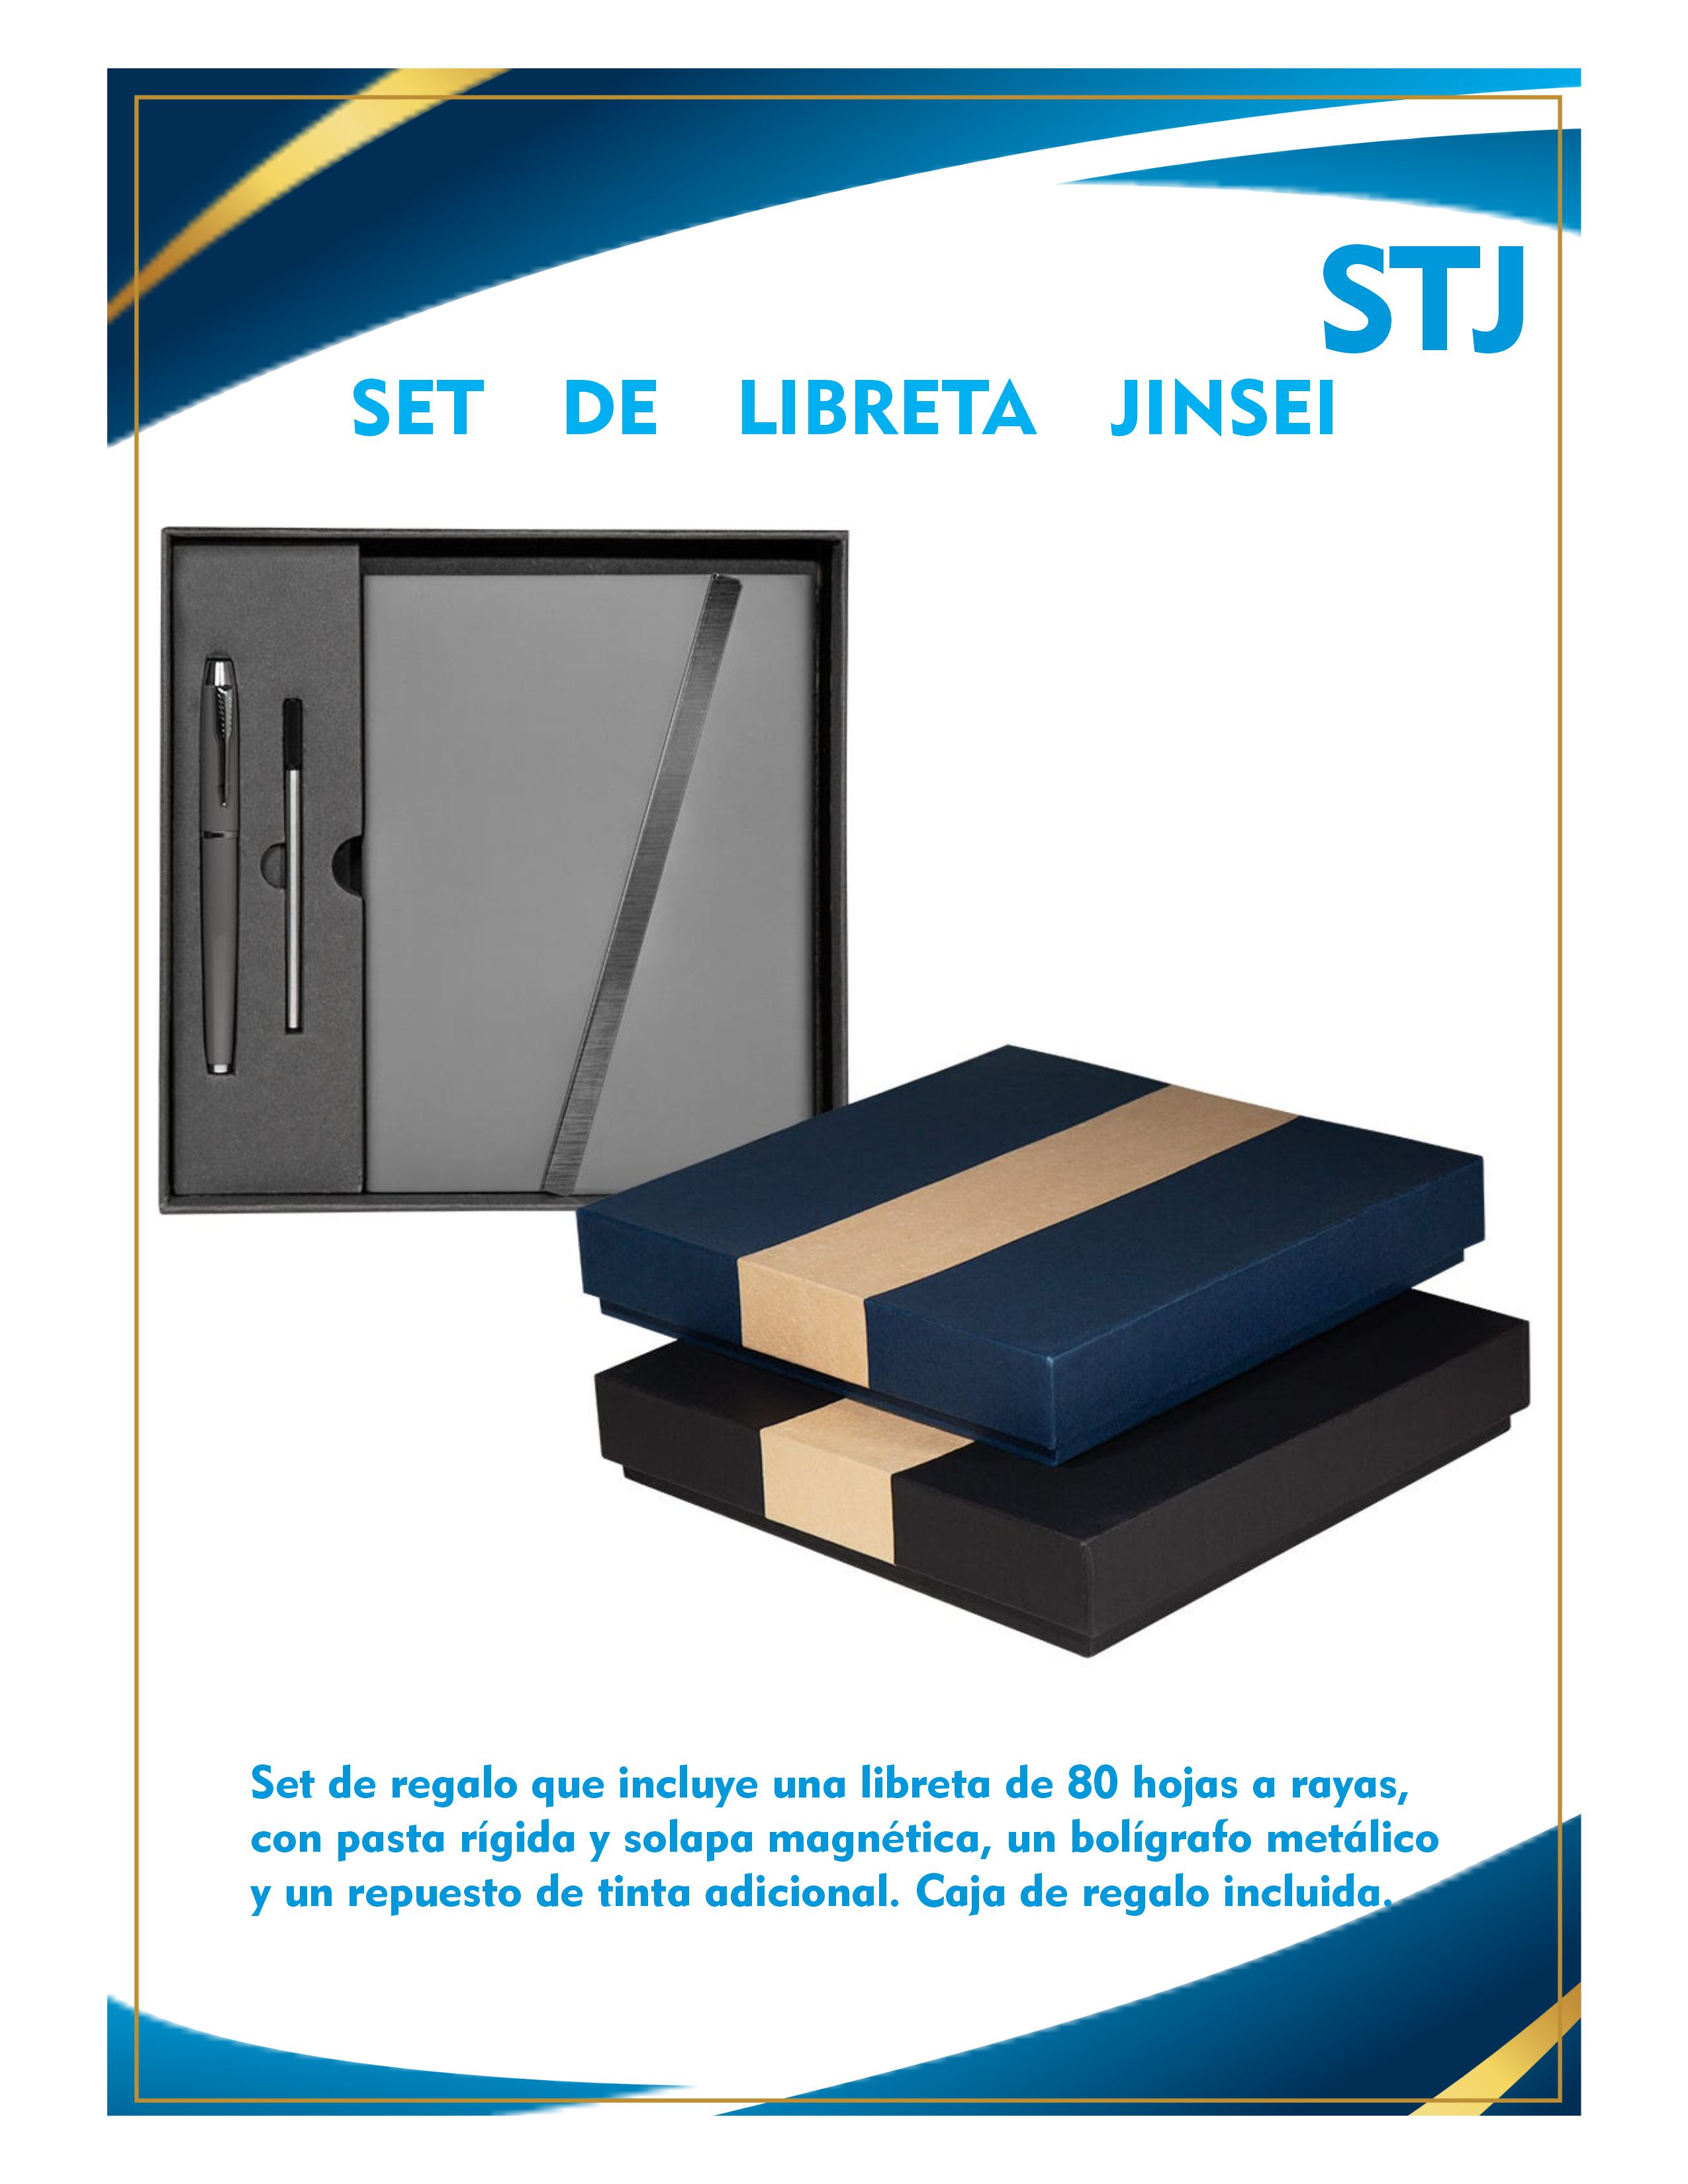 STJ
SET DE LIBRETA JINSEI
Set de regalo que incluye una libreta de 80 hojas a rayas,
con pasta rígida y solapa magnética, un bolígrafo metálico
y un repuesto de tinta adicional. Caja de regalo incluida.